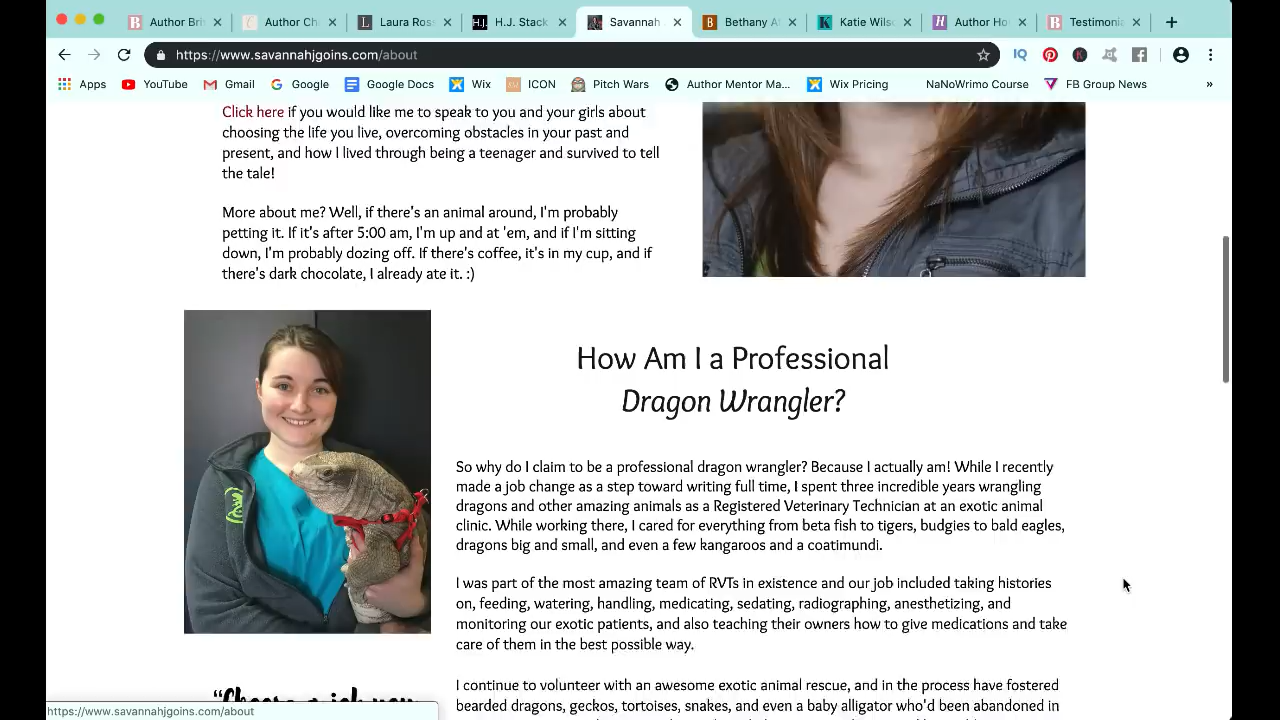 Author Bri
Author Ch
Laura Ros
H.J. H.J. Stack
Savannah
B Bethany A
K Katie Wils
H Author Ho
Testimonia
https://www.savannahjgoins.com/about
Apps
YouTube
Gmail
Google
Google Docs
Wix
ICON
Pitch Wars
Author Mentor Ma...
Wix Pricing
NaNoWrimo Course
FB Group News
»
Click here if you would like me to speak to you and your girls about
choosing the life you live, overcoming obstacles in your past and
present, and how I lived through being a teenager and survived to tell
the tale!
More about me? Well, if there's an animal around, I'm probably
petting it. If it's after 5:00 am, I'm up and at 'em, and if I'm sitting
down, I'm probably dozing off. If there's coffee, it's in my cup, and if
there's dark chocolate, I already ate it. :)
How Am I a Professional
Dragon Wrangler?
So why do I claim to be a professional dragon wrangler? Because I actually am! While I recently
made a job change as a step toward writing full time, I spent three incredible years wrangling
dragons and other amazing animals as a Registered Veterinary Technician at an exotic animal
clinic. While working there, I cared for everything from beta fish to tigers, budgies to bald eagles,
dragons big and small, and even a few kangaroos and a coatimundi.
I was part of the most amazing team of RVTs in existence and our job included taking histories
on, feeding, watering, handling, medicating, sedating, radiographing, anesthetizing, and
monitoring our exotic patients, and also teaching their owners how to give medications and take
care of them in the best possible way.
“Choose a job you
I continue to volunteer with an awesome exotic animal rescue, and in the process have fostered
bearded dragons, geckos, tortoises, snakes, and even a baby alligator who'd been abandoned in
https://www.savannahjgoins.com/about